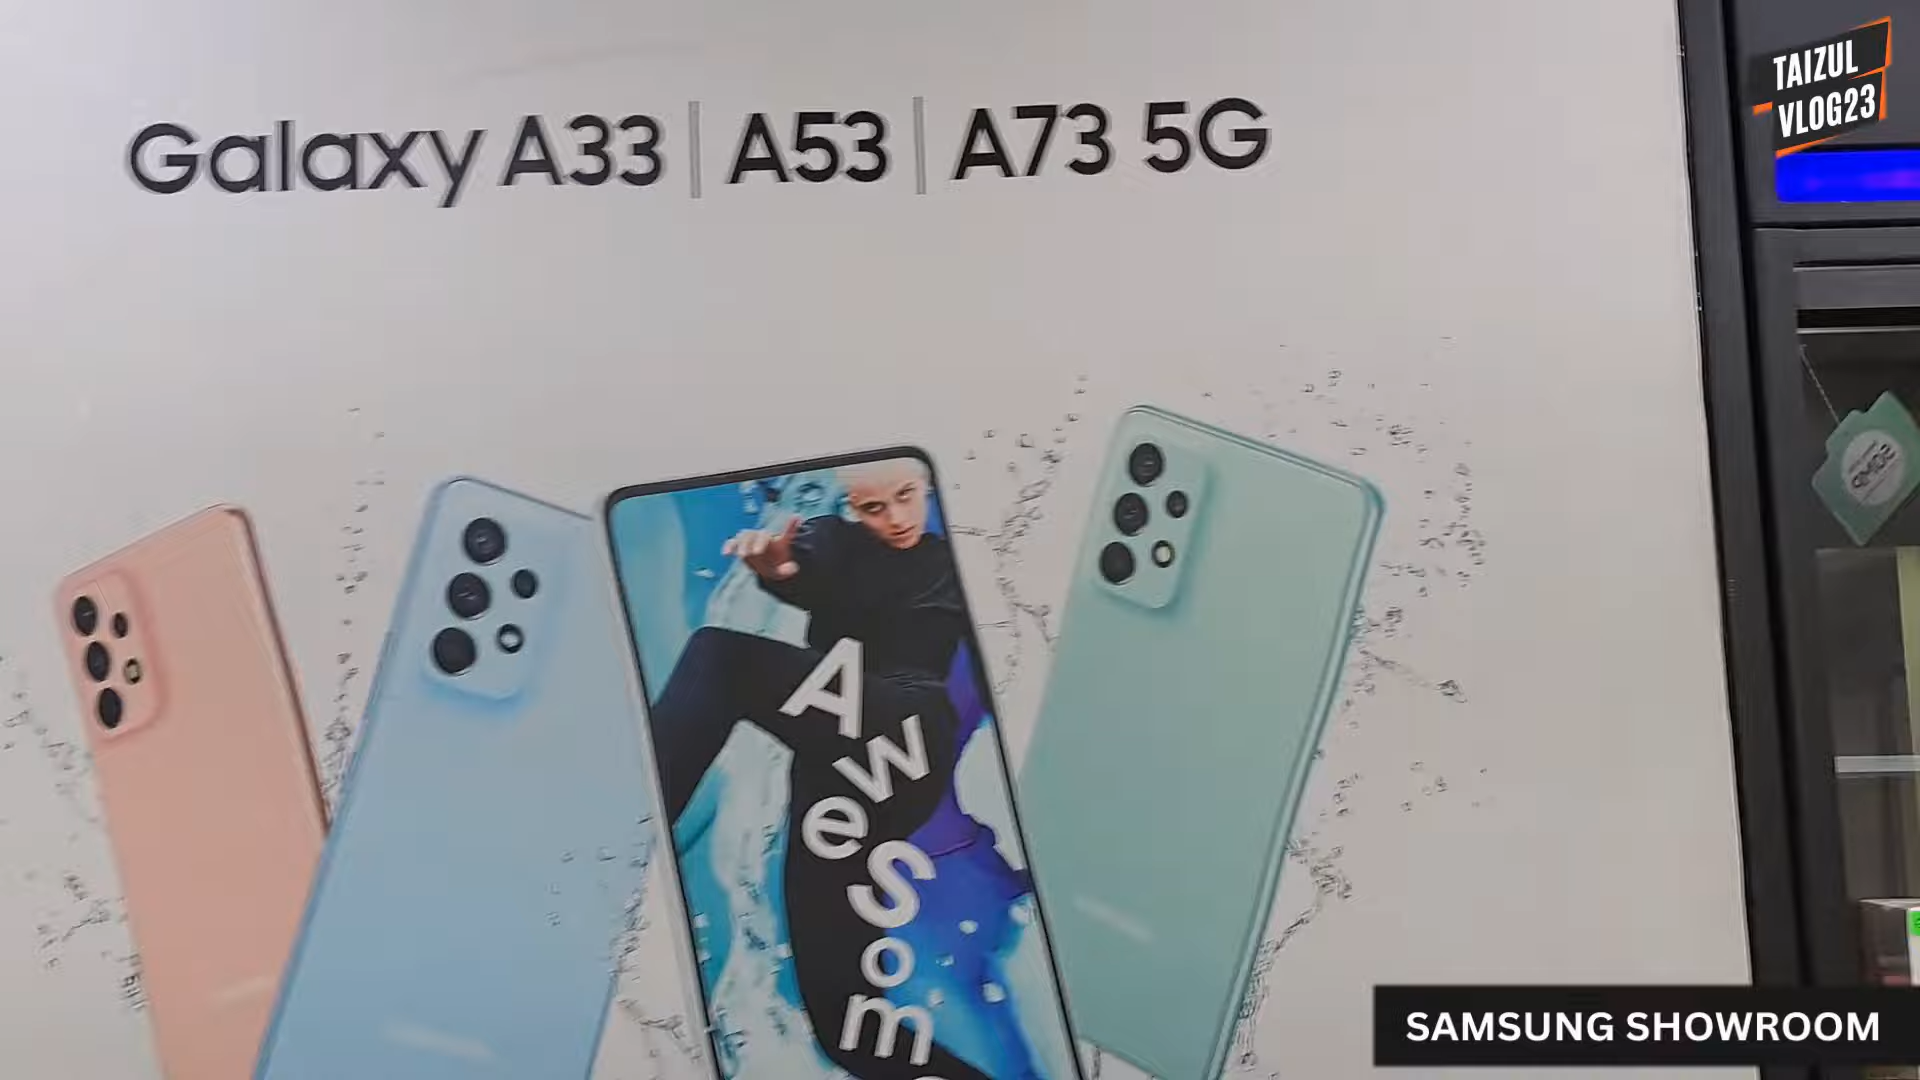 Galaxy A33 | A53 | A73 5G
TAIZUL
VLOG23
Awesom
SAMSUNG SHOWROOM